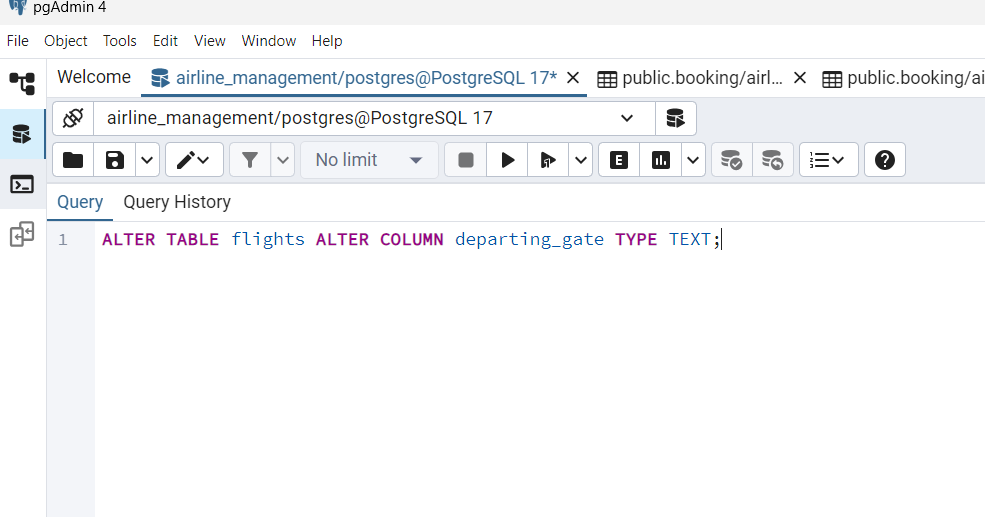 pgAdmin 4
File Object Tools Edit View Window Help
Welcome airline_management/postgres@PostgreSQL 17* public.booking/airl... public.booking/ai
airline_management/postgres@PostgreSQL 17
No limit E
Query Query History
1 ALTER TABLE flights ALTER COLUMN departing_gate TYPE TEXT;